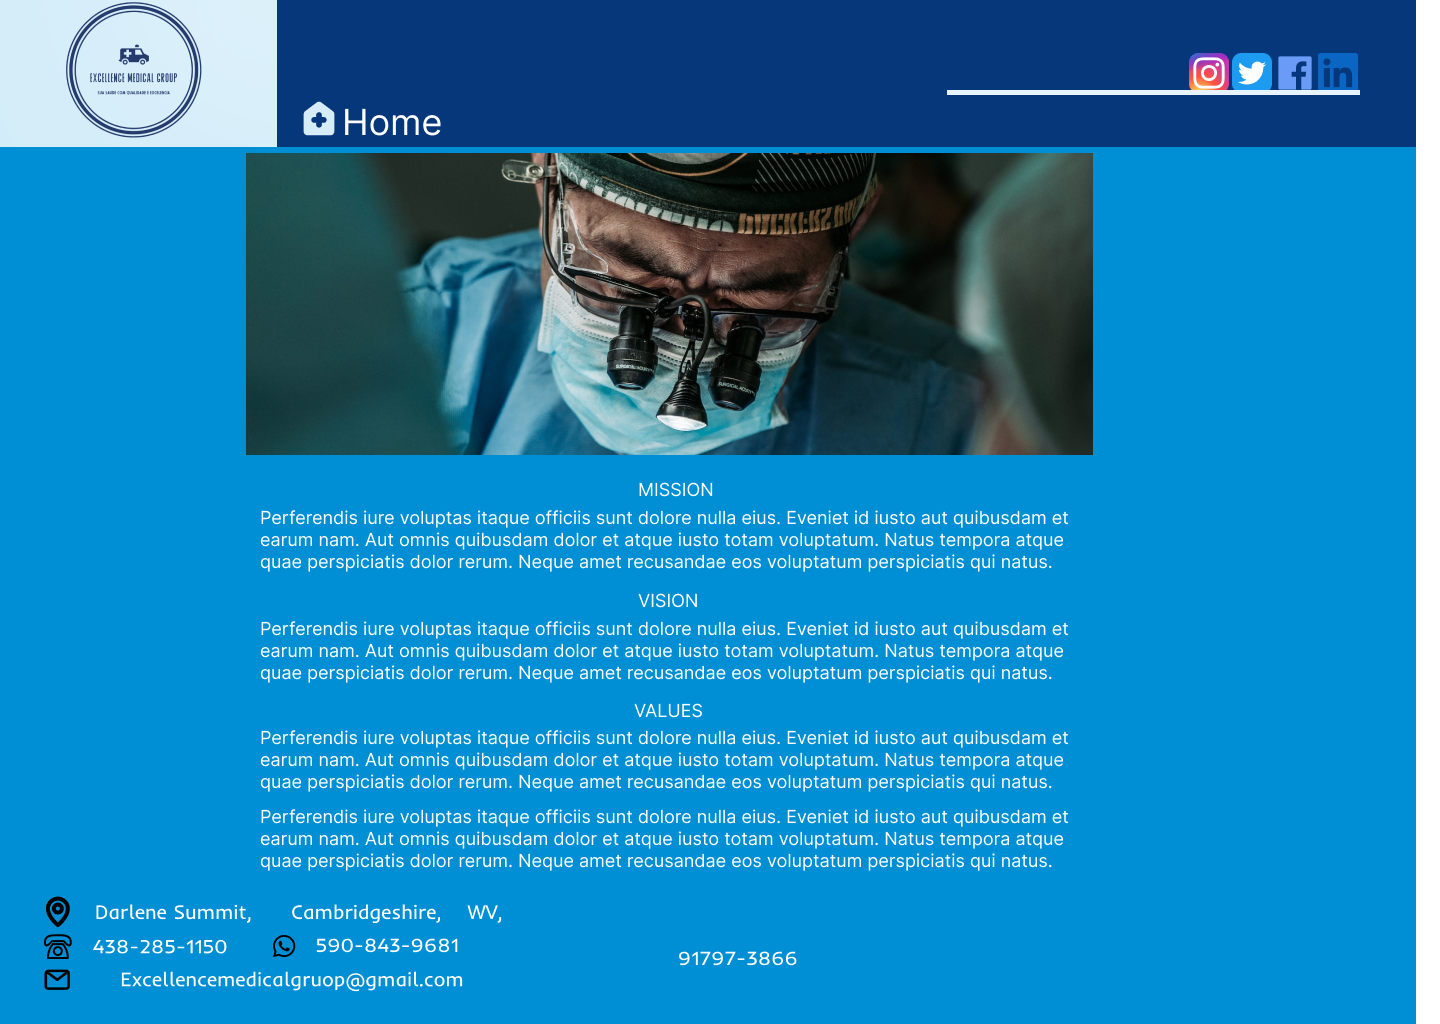 EXCELLENCE MEDICAL GROUP
SUA SAÚDE COM QUALIDADE E EXCELENCIA
Home
SURGICAL ACUITY
SURGICAL ACUITY
MISSION
Perferendis iure voluptas itaque officiis sunt dolore nulla eius. Eveniet id iusto aut quibusdam et
earum nam. Aut omnis quibusdam dolor et atque iusto totam voluptatum. Natus tempora atque
quae perspiciatis dolor rerum. Neque amet recusandae eos voluptatum perspiciatis qui natus.
VISION
Perferendis iure voluptas itaque officiis sunt dolore nulla eius. Eveniet id iusto aut quibusdam et
earum nam. Aut omnis quibusdam dolor et atque iusto totam voluptatum. Natus tempora atque
quae perspiciatis dolor rerum. Neque amet recusandae eos voluptatum perspiciatis qui natus.
VALUES
Perferendis iure voluptas itaque officiis sunt dolore nulla eius. Eveniet id iusto aut quibusdam et
earum nam. Aut omnis quibusdam dolor et atque iusto totam voluptatum. Natus tempora atque
quae perspiciatis dolor rerum. Neque amet recusandae eos voluptatum perspiciatis qui natus.
Perferendis iure voluptas itaque officiis sunt dolore nulla eius. Eveniet id iusto aut quibusdam et
earum nam. Aut omnis quibusdam dolor et atque iusto totam voluptatum. Natus tempora atque
quae perspiciatis dolor rerum. Neque amet recusandae eos voluptatum perspiciatis qui natus.
Darlene Summit, Cambridgeshire, WV,
438-285-1150 590-843-9681
91797-3866
Excellencemedicalgruop@gmail.com